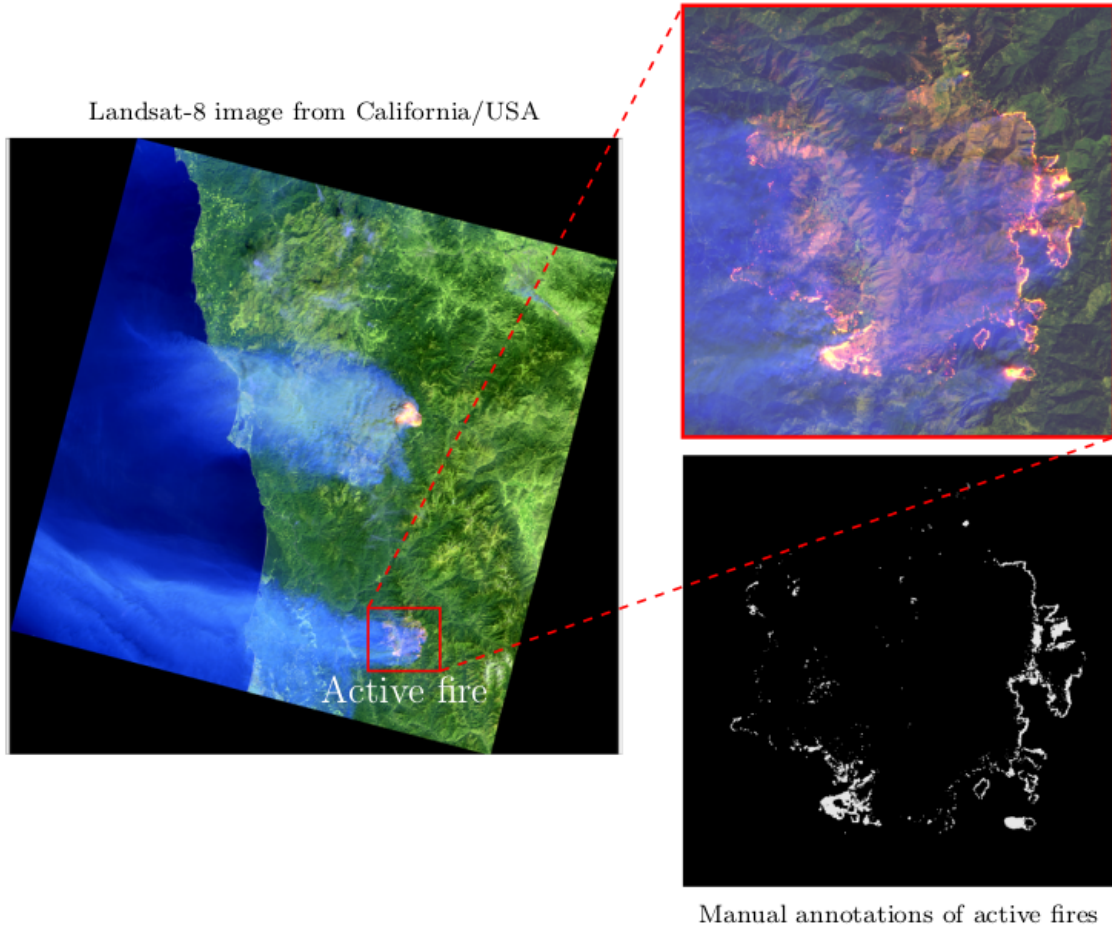 Landsat-8 image from California/USA
Active fire
Manual annotations of active fires